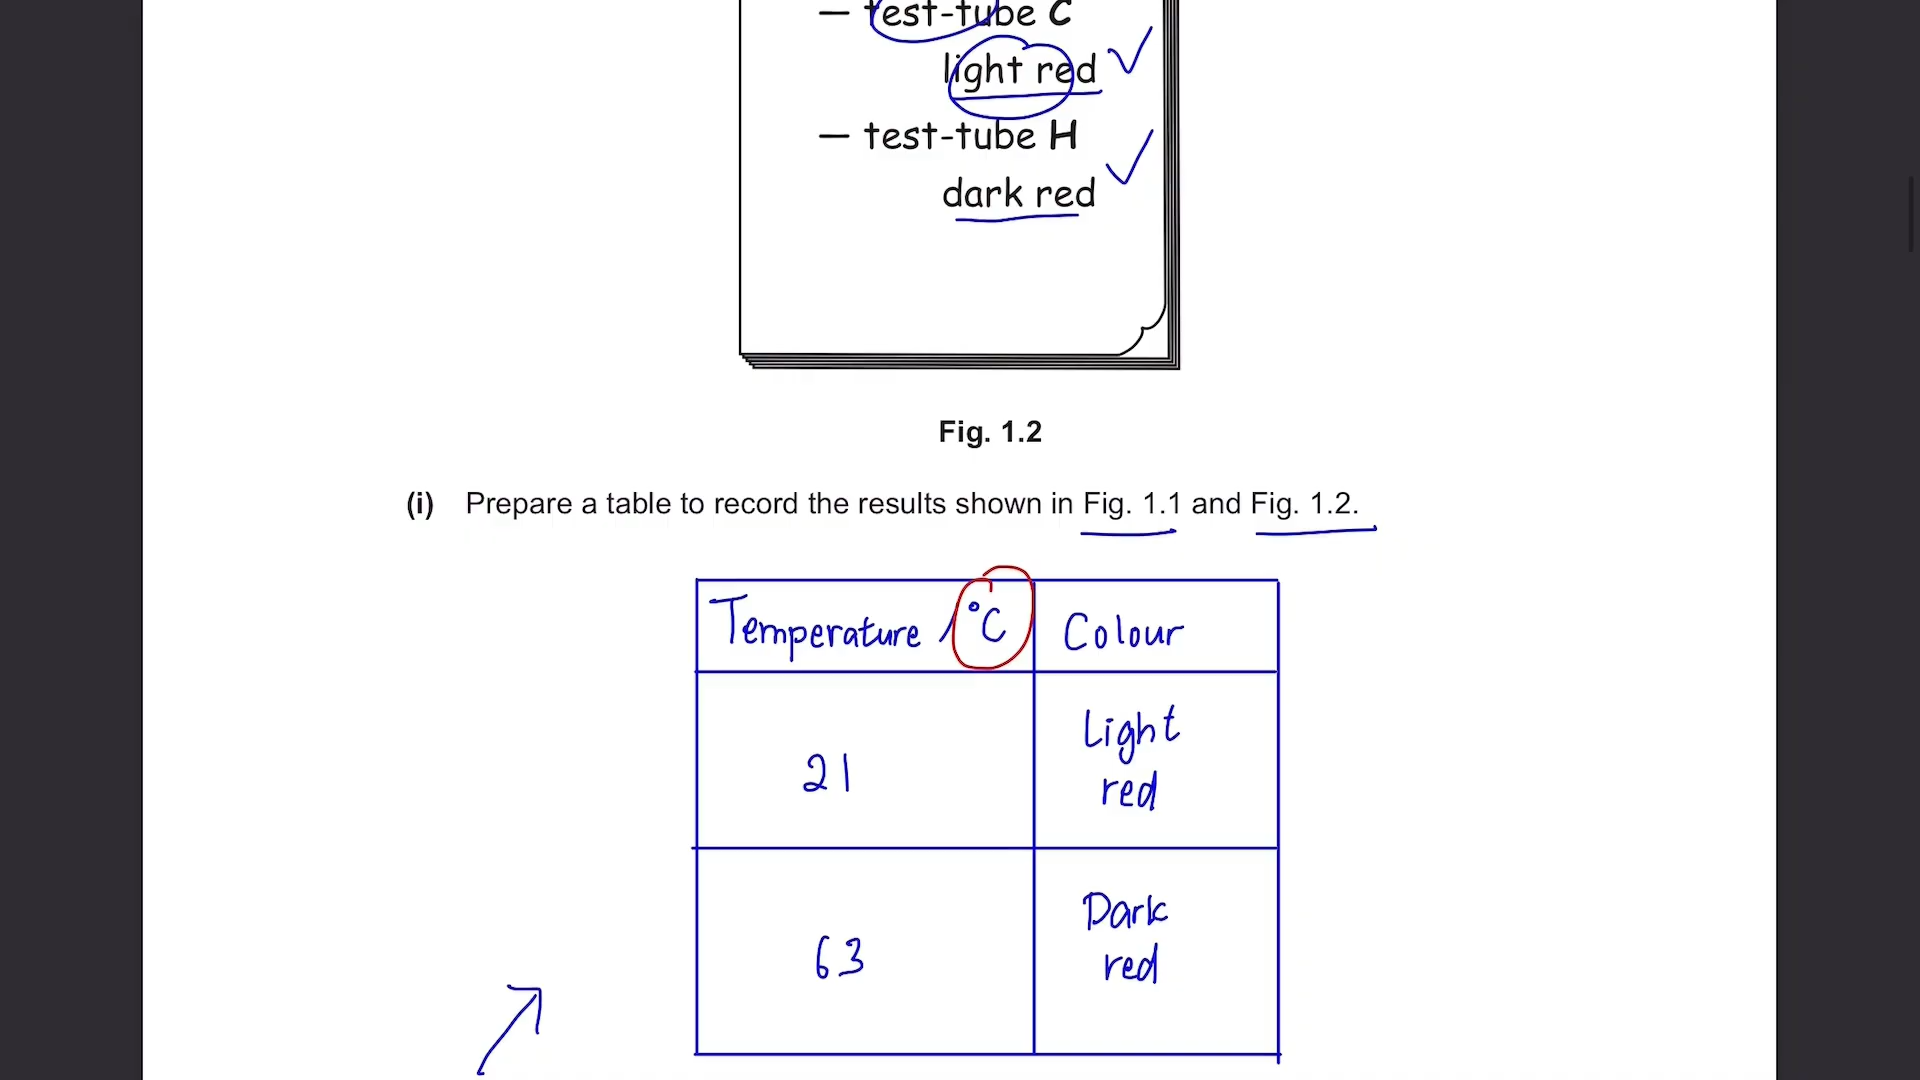 — test-tube C
light red
— test-tube H
dark red
Fig. 1.2
(i) Prepare a table to record the results shown in Fig. 1.1 and Fig. 1.2.
Temperature / °C Colour
21 Light red
63 Dark red